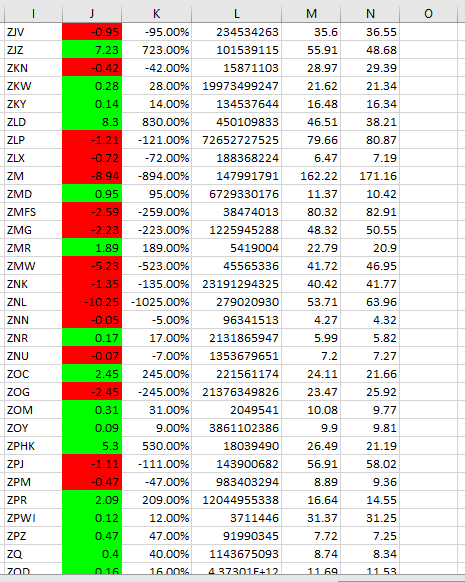 I J K L M N O
ZJV -0.95 -95.00% 234534263 35.6 36.55
ZJZ 7.23 723.00% 101539115 55.91 48.68
ZKN -0.42 -42.00% 15871103 28.97 29.39
ZKW 0.28 28.00% 19973499247 21.62 21.34
ZKY 0.14 14.00% 134537644 16.48 16.34
ZLD 8.3 830.00% 450109833 46.51 38.21
ZLP -1.21 -121.00% 72652727525 79.66 80.87
ZLX -0.72 -72.00% 188368224 6.47 7.19
ZM -8.94 -894.00% 147991791 162.22 171.16
ZMD 0.95 95.00% 6729330176 11.37 10.42
ZMFS -2.59 -259.00% 38474013 80.32 82.91
ZMG -2.23 -223.00% 1225945288 48.32 50.55
ZMR 1.89 189.00% 5419004 22.79 20.9
ZMW -5.23 -523.00% 45565336 41.72 46.95
ZNK -1.35 -135.00% 23191294325 40.42 41.77
ZNL -10.25 -1025.00% 279020930 53.71 63.96
ZNN -0.05 -5.00% 96341513 4.27 4.32
ZNR 0.17 17.00% 2131865947 5.99 5.82
ZNU -0.07 -7.00% 1353679651 7.2 7.27
ZOC 2.45 245.00% 221561174 24.11 21.66
ZOG -2.45 -245.00% 21376349826 23.47 25.92
ZOM 0.31 31.00% 2049541 10.08 9.77
ZOY 0.09 9.00% 3861102386 9.9 9.81
ZPHK 5.3 530.00% 18039490 26.49 21.19
ZPJ -1.11 -111.00% 143900682 56.91 58.02
ZPM -0.47 -47.00% 983403294 8.89 9.36
ZPR 2.09 209.00% 12044955338 16.64 14.55
ZPWI 0.12 12.00% 3711446 31.37 31.25
ZPZ 0.47 47.00% 91990345 7.72 7.25
ZQ 0.4 40.00% 1143675093 8.74 8.34
ZQD 0.16 16.00% 4.37301E+12 11.69 11.53